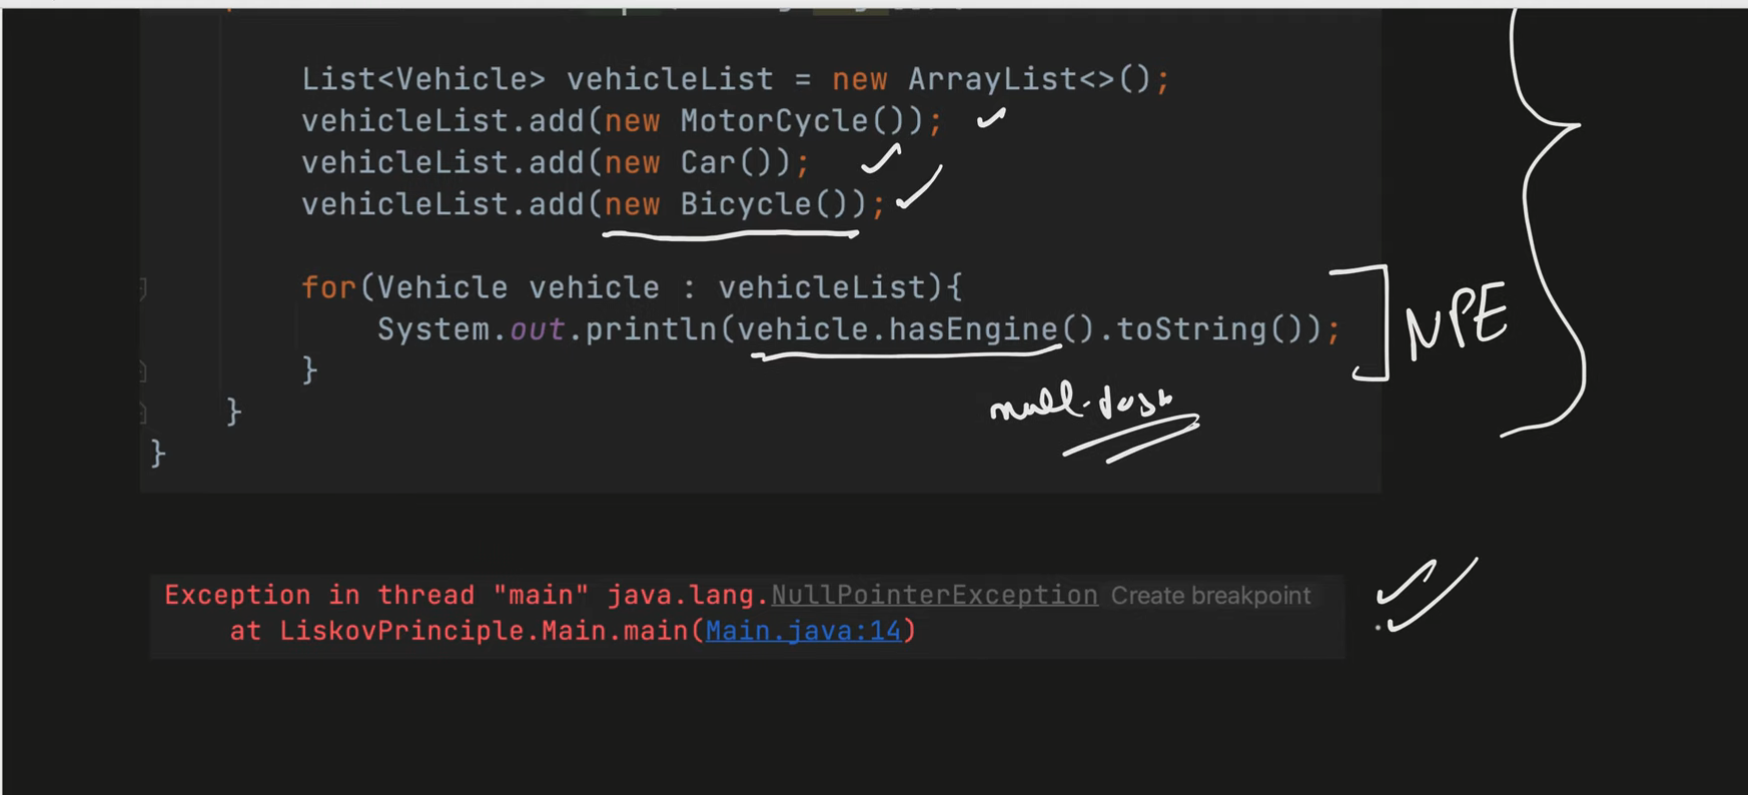 List<Vehicle> vehicleList = new ArrayList<>();
vehicleList.add(new MotorCycle());
vehicleList.add(new Car());
vehicleList.add(new Bicycle());
for(Vehicle vehicle : vehicleList){
System.out.println(vehicle.hasEngine().toString());
NPE
}
null.
}
}
Exception in thread "main" java.lang.NullPointerException Create breakpoint
at LiskovPrinciple.Main.main(Main.java:14)